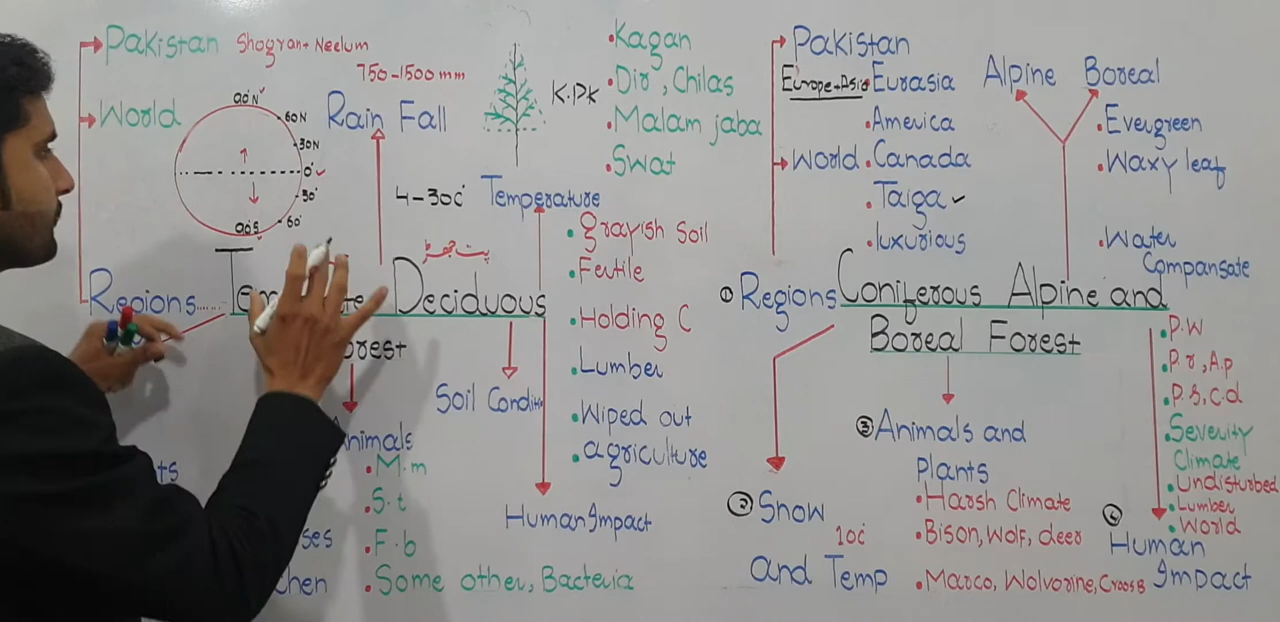 Pakistan Shogran+ Neelum
World
90N
60N
30N
0
30
60
90S
750-1500 mm
Rain Fall
K.PK
Kagan
Dir, Chilas
Malam jaba
Swat
4-30c Temperature
پت جھڑ
Regions...... Deciduous
Animals
M.m
S.t
F.b
Some other, Bacteria
Soil
grayish Soil
Fertile
Holding C
Lumber
Wiped out
agriculture
Human Impact
Pakistan
Europe+Asia Eurasia
America
World Canada
Taiga
luxurious
Alpine Boreal
Evergreen
Waxy leaf
Water
Compansate
① Regions Coniferous Alpine and
Boreal Forest
② Snow
10c
and Temp
③ Animals and
Plants
Harsh Climate
Bison, Wolf, deer
Marco, Wolvorine, CroosB
P.W
P.r, A.p
P.S, C.d
Severity
Climate
Undisturbed
Lumber
World
④
Human
Impact